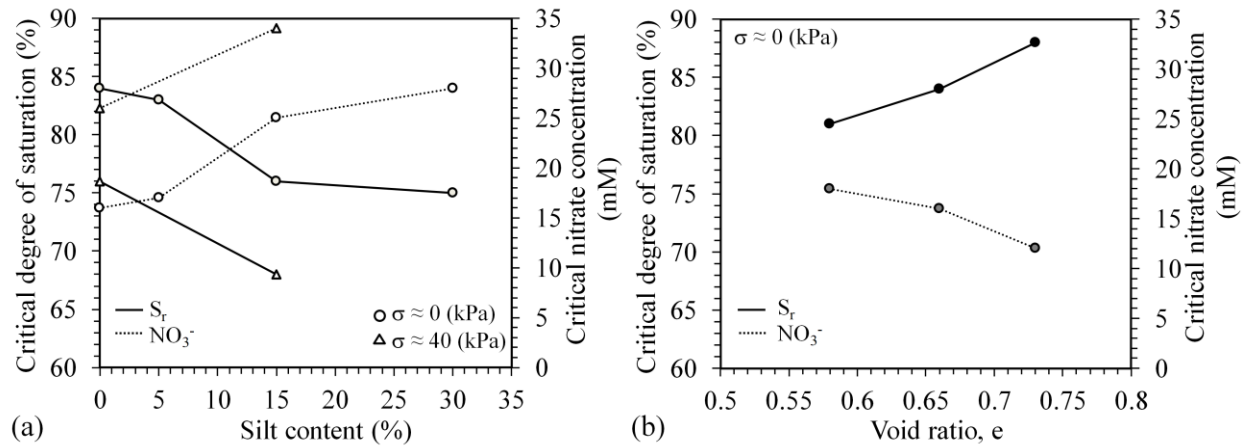 90
85
80
75
70
65
60
Critical degree of saturation (%)
35
30
25
20
15
10
5
0
Critical nitrate concentration
(mM)
S_r
NO₃⁻
σ ≈ 0 (kPa)
σ ≈ 40 (kPa)
0 5 10 15 20 25 30 35
Silt content (%)
(a)
σ ≈ 0 (kPa)
90
85
80
75
70
65
60
Critical degree of saturation (%)
35
30
25
20
15
10
5
0
Critical nitrate concentration
(mM)
S_r
NO₃⁻
0.5 0.55 0.6 0.65 0.7 0.75 0.8
Void ratio, e
(b)